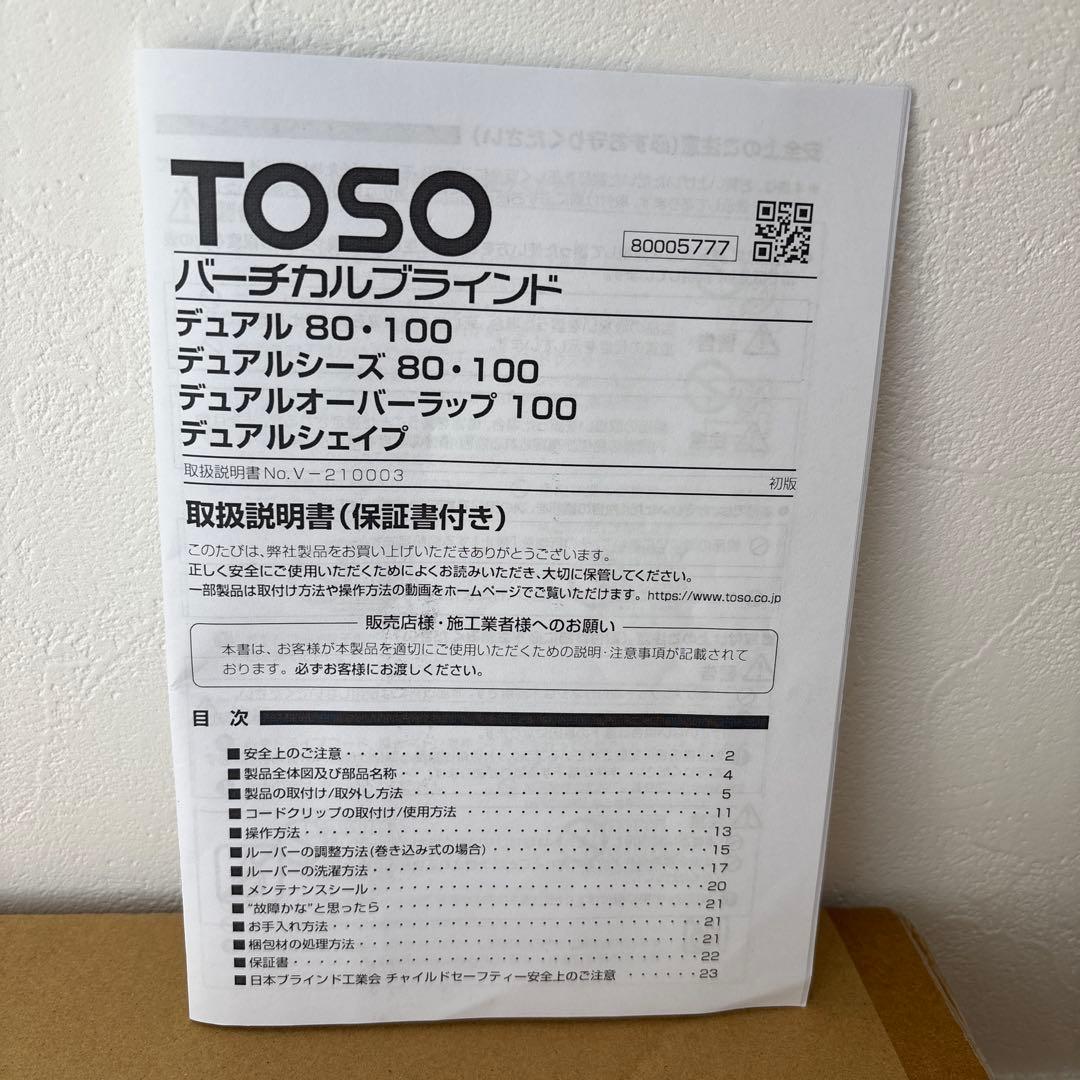 TOSO
80005777
バーチカルブラインド
デュアル 80・100
デュアルシーズ 80・100
デュアルオーバーラップ 100
デュアルシェイプ
取扱説明書No.V－210003
初版
取扱説明書(保証書付き)
このたびは、弊社製品をお買い上げいただきありがとうございます。
正しく安全にご使用いただくためによくお読みいただき、大切に保管してください。
一部製品は取付け方法や操作方法の動画をホームページでご覧いただけます。https://www.toso.co.jp
販売店様・施工業者様へのお願い
本書は、お客様が本製品を適切にご使用いただくための説明・注意事項が記載されて
おります。必ずお客様にお渡しください。
目 次
■安全上のご注意・・・・・・・・・・・・・・・・・・・・・・・2
■製品全体図及び部品名称・・・・・・・・・・・・・・・・・・・・4
■製品の取付け/取外し方法・・・・・・・・・・・・・・・・・・・5
■コードクリップの取付け/使用方法・・・・・・・・・・・・・・・11
■操作方法・・・・・・・・・・・・・・・・・・・・・・・・・・13
■ルーバーの調整方法(巻き込み式の場合)・・・・・・・・・・・・・15
■ルーバーの洗濯方法・・・・・・・・・・・・・・・・・・・・・17
■メンテナンスシール・・・・・・・・・・・・・・・・・・・・・20
■“故障かな”と思ったら・・・・・・・・・・・・・・・・・・・・21
■お手入れ方法・・・・・・・・・・・・・・・・・・・・・・・・21
■梱包材の処理方法・・・・・・・・・・・・・・・・・・・・・・21
■保証書・・・・・・・・・・・・・・・・・・・・・・・・・・・22
■日本ブラインド工業会 チャイルドセーフティー安全上のご注意 ・・・・・・23